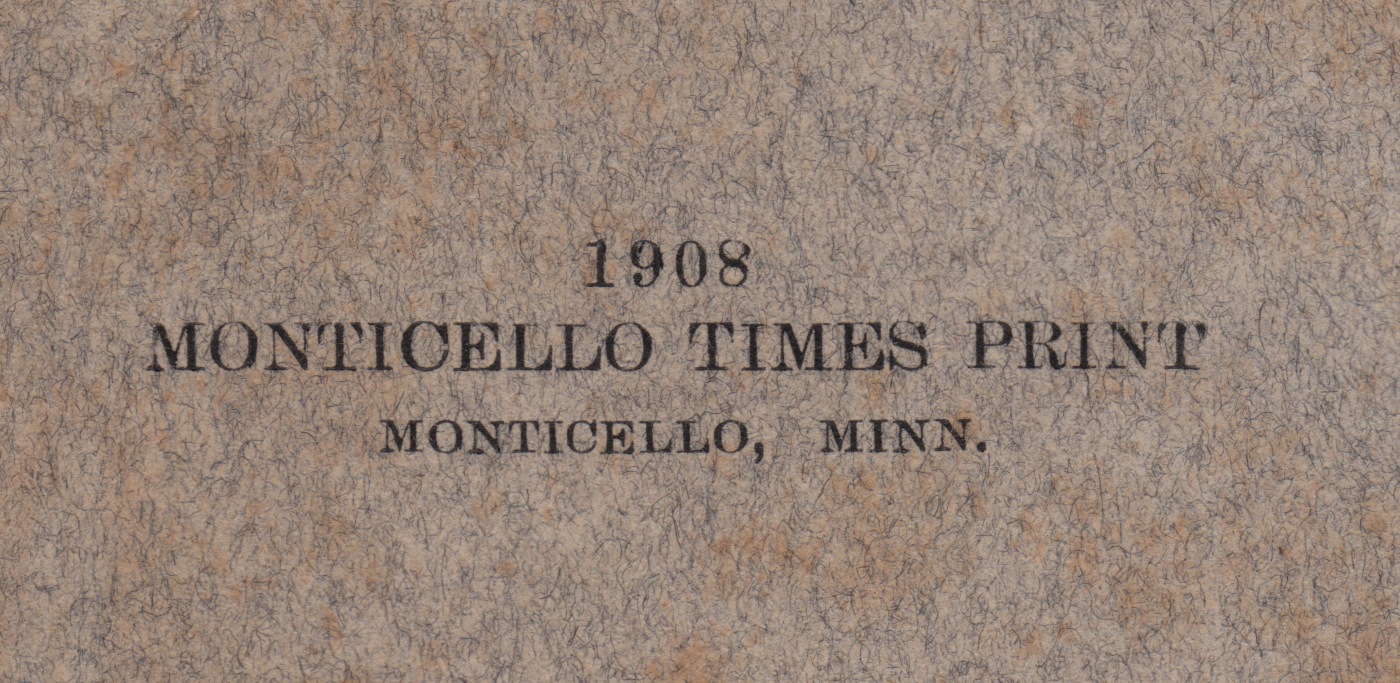 1908
MONTICELLO TIMES PRINT
MONTICELLO, MINN.